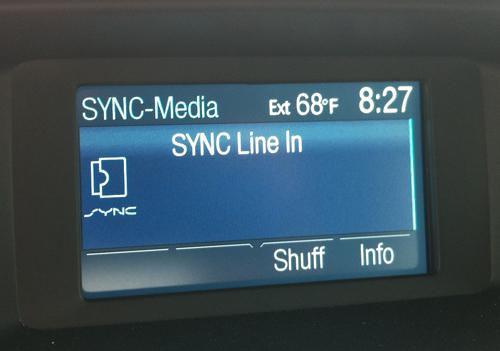 SYNC-Media Ext 68°F 8:27
SYNC Line In
SYNC
Shuff Info